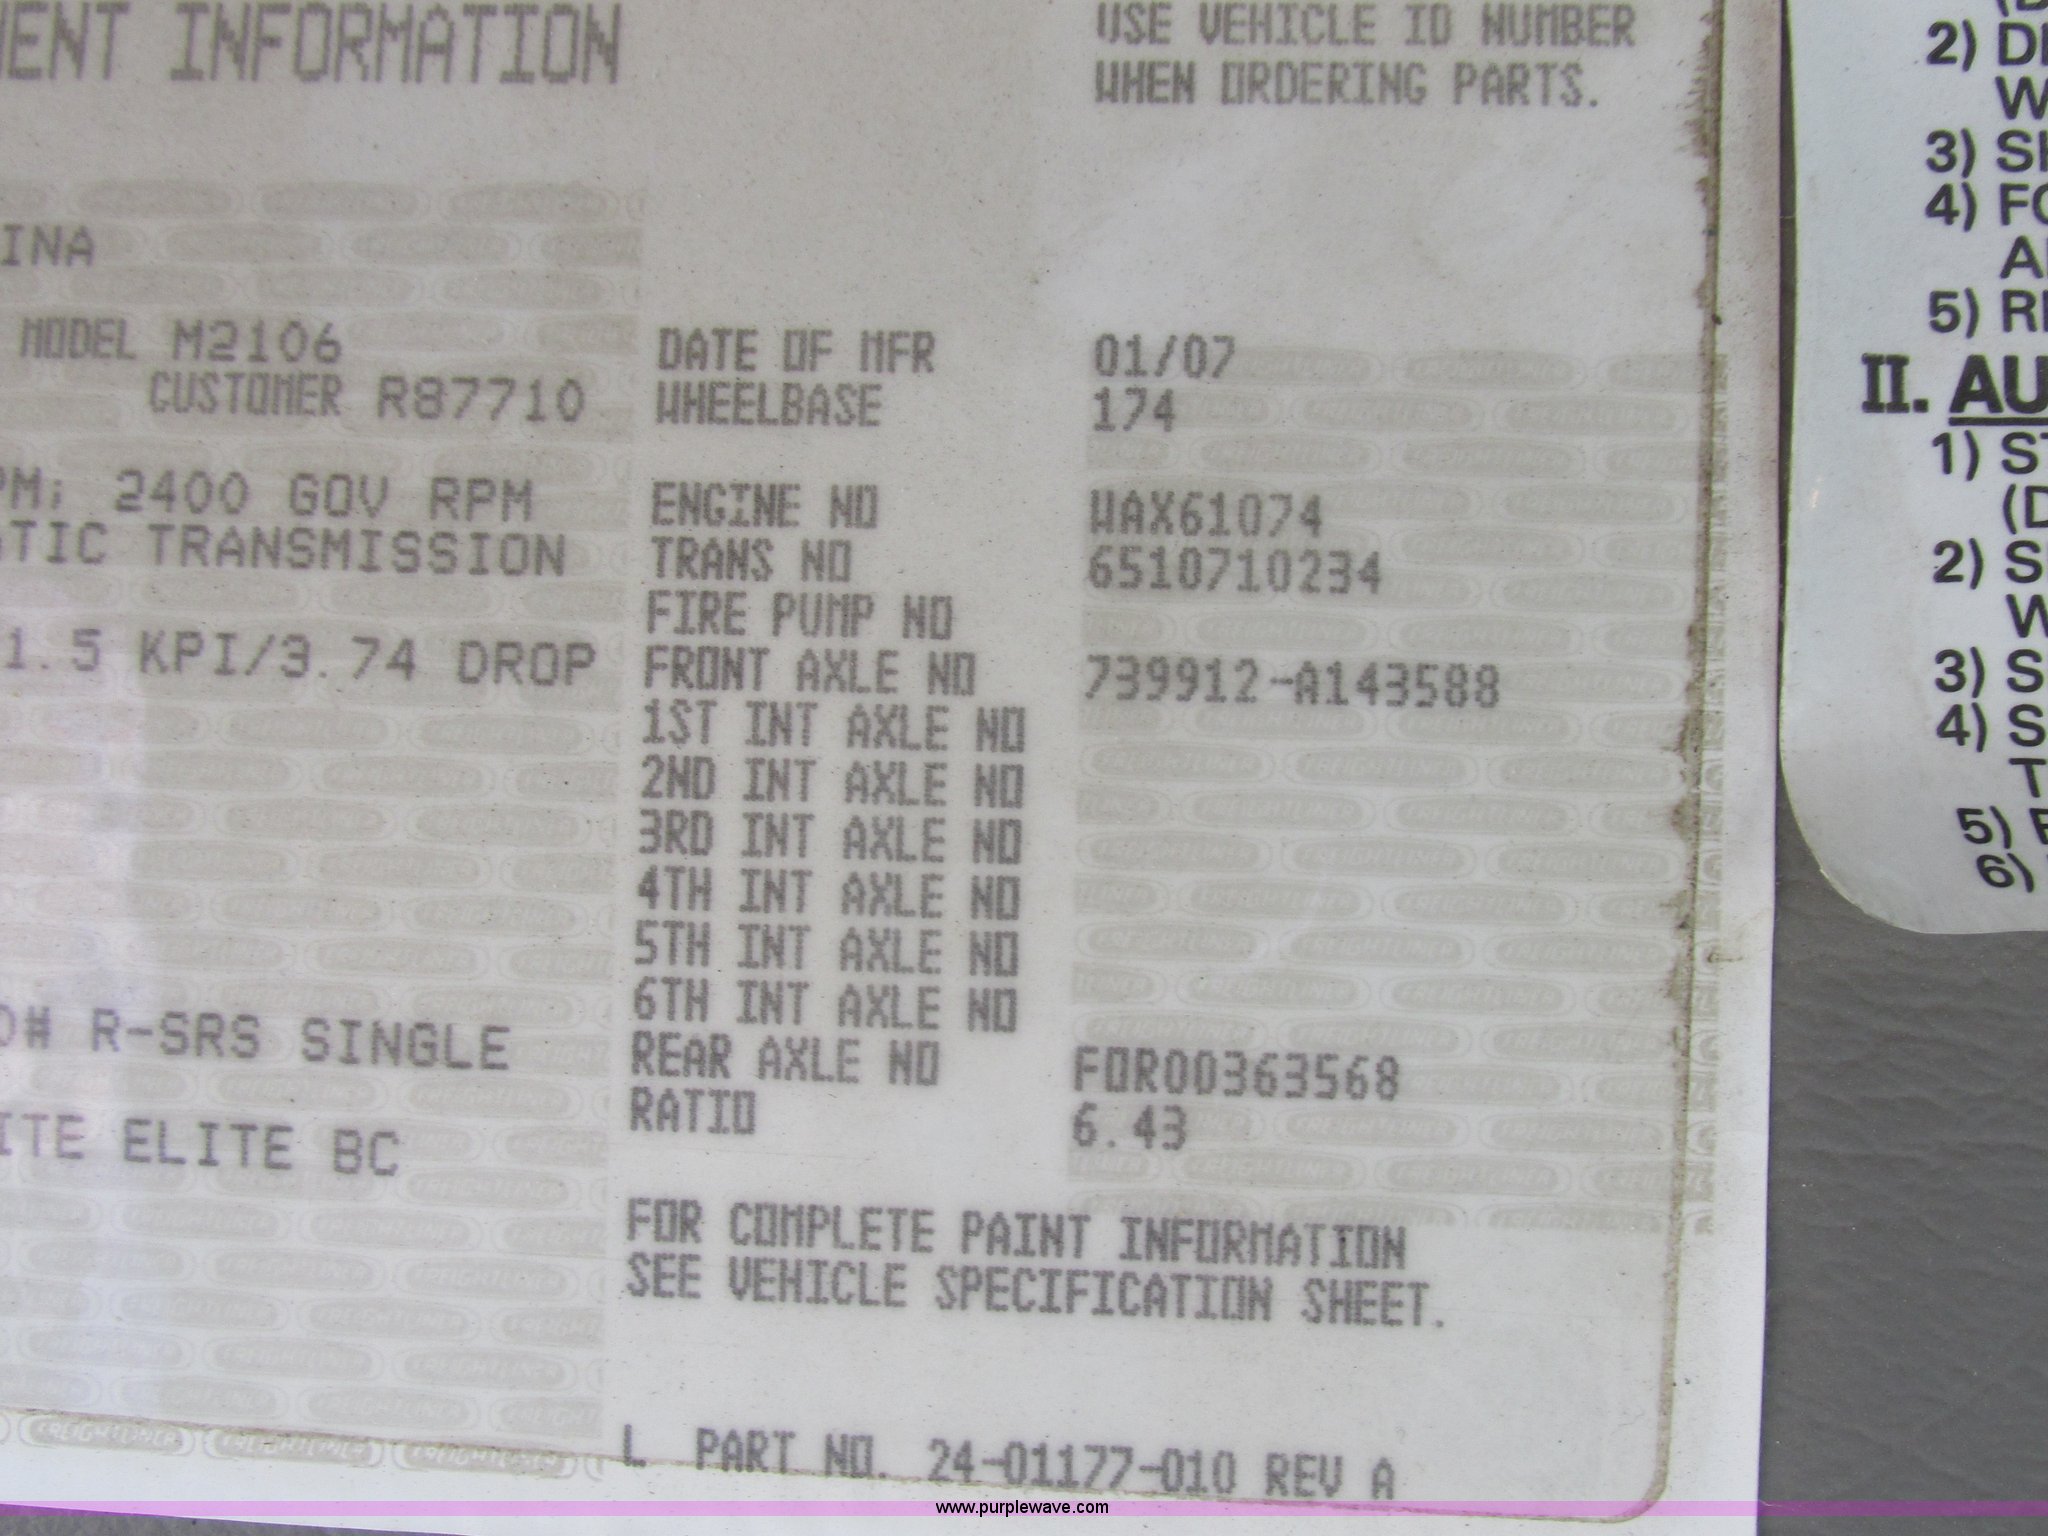 MENT INFORMATION
USE VEHICLE ID NUMBER
WHEN ORDERING PARTS.
INA
MODEL M2106
CUSTOMER R87710
PM; 2400 GOV RPM
ATIC TRANSMISSION
1.5 KPI/3.74 DROP
0# R-SRS SINGLE
ITE ELITE BC
DATE OF MFR 01/07
WHEELBASE 174
ENGINE NO WAX61074
TRANS NO 6510710234
FIRE PUMP NO
FRONT AXLE NO 739912-A143588
1ST INT AXLE NO
2ND INT AXLE NO
3RD INT AXLE NO
4TH INT AXLE NO
5TH INT AXLE NO
6TH INT AXLE NO
REAR AXLE NO FOR00363568
RATIO 6.43
FOR COMPLETE PAINT INFORMATION
SEE VEHICLE SPECIFICATION SHEET.
L PART NO. 24-01177-010 REV A
2)
W
3)
4) FO
5)
II. AU
1) ST
(D
2)
W
3) S
4) S
T
5)
6)
www.purplewave.com